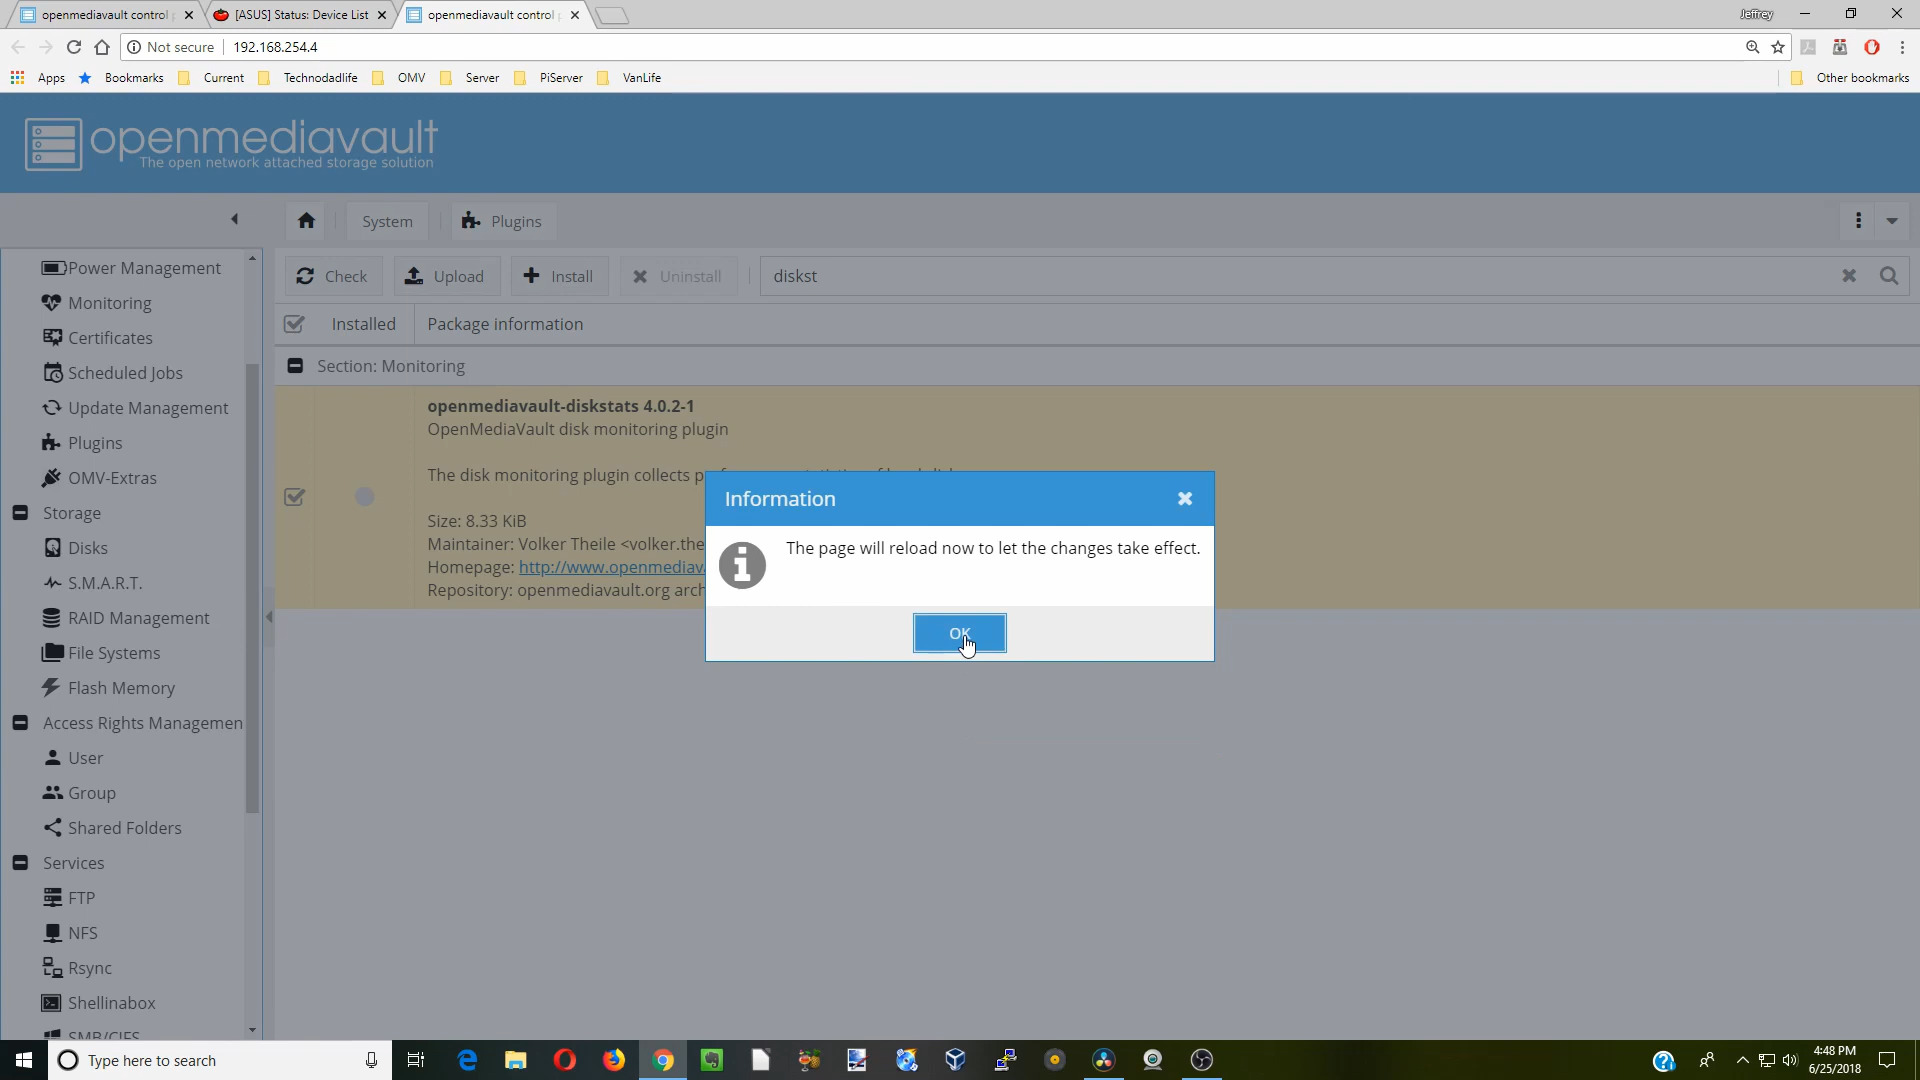 openmediavault control
[ASUS] Status: Device List
openmediavault control
Jeffrey
Not secure
192.168.254.4
Apps
Bookmarks
Current
Technodadlife
OMV
Server
PiServer
VanLife
Other bookmarks
openmediavault
The open network attached storage solution
System
Plugins
Power Management
Monitoring
Certificates
Scheduled Jobs
Update Management
Plugins
OMV-Extras
Storage
Disks
S.M.A.R.T.
RAID Management
File Systems
Flash Memory
Access Rights Managemen
User
Group
Shared Folders
Services
FTP
NFS
Rsync
Shellinabox
SMB/CIFS
Check
Upload
Install
Uninstall
diskst
Installed
Package information
Section: Monitoring
openmediavault-diskstats 4.0.2-1
OpenMediaVault disk monitoring plugin
The disk monitoring plugin collects
Size: 8.33 KiB
Maintainer: Volker Theile <volker.the
Homepage: http://www.openmediava
Repository: openmediavault.org arch
Information
The page will reload now to let the changes take effect.
OK
Type here to search
4:48 PM
6/25/2018